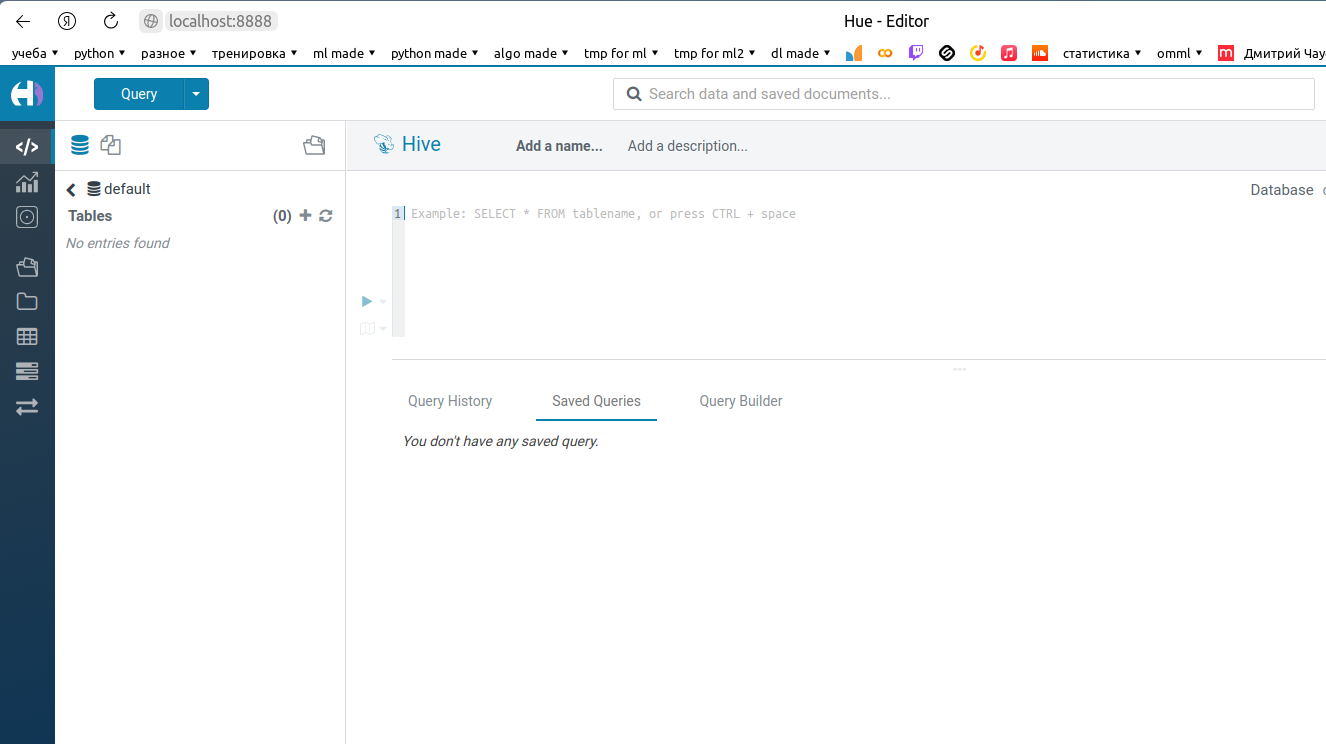 Я localhost:8888 Hue - Editor
учеба python разное тренировка ml made python made algo made tmp for ml tmp for ml2 dl made статистика omml m Дмитрий Чау
Query Search data and saved documents...
Hive Add a name... Add a description...
default Database
Tables (0)
1 Example: SELECT * FROM tablename, or press CTRL + space
No entries found
Query History Saved Queries Query Builder
You don't have any saved query.